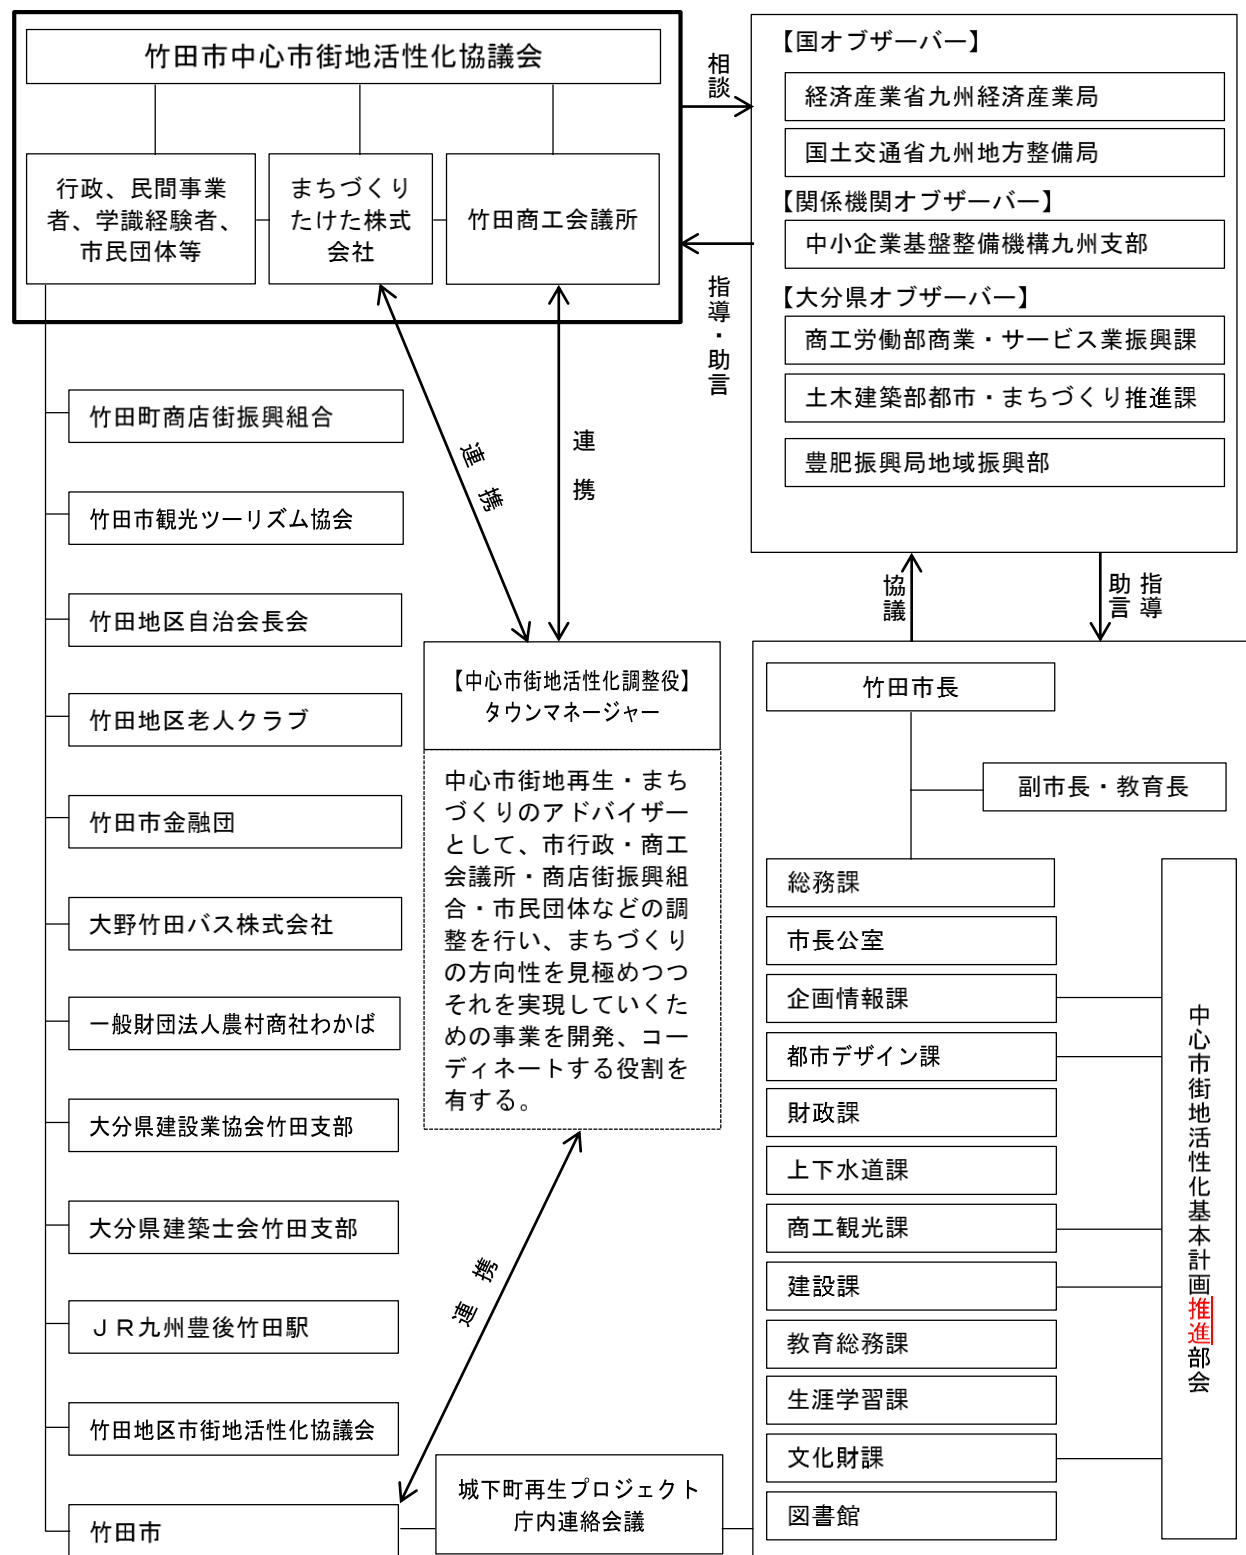 竹田市中心市街地活性化協議会
行政、民間事業
者、学識経験者、
市民団体等
まちづくり
たけた株式
会社
竹田商工会議所
相談
指導・助言
【国オブザーバー】
経済産業省九州経済産業局
国土交通省九州地方整備局
【関係機関オブザーバー】
中小企業基盤整備機構九州支部
【大分県オブザーバー】
商工労働部商業・サービス業振興課
土木建築部都市・まちづくり推進課
豊肥振興局地域振興部
竹田町商店街振興組合
竹田市観光ツーリズム協会
竹田地区自治会長会
竹田地区老人クラブ
竹田市金融団
大野竹田バス株式会社
一般財団法人農村商社わかば
大分県建設業協会竹田支部
大分県建築士会竹田支部
JR九州豊後竹田駅
竹田地区市街地活性化協議会
竹田市
連携
連携
【中心市街地活性化調整役】
タウンマネージャー
中心市街地再生・まち
づくりのアドバイザー
として、市行政・商工
会議所・商店街振興組
合・市民団体などの調
整を行い、まちづくり
の方向性を見極めつつ
それを実現していくた
めの事業を開発、コー
ディネートする役割を
有する。
連携
城下町再生プロジェクト
庁内連絡会議
協議
指導
助言
竹田市長
副市長・教育長
総務課
市長公室
企画情報課
都市デザイン課
財政課
上下水道課
商工観光課
建設課
教育総務課
生涯学習課
文化財課
図書館
中心市街地活性化基本計画推進部会